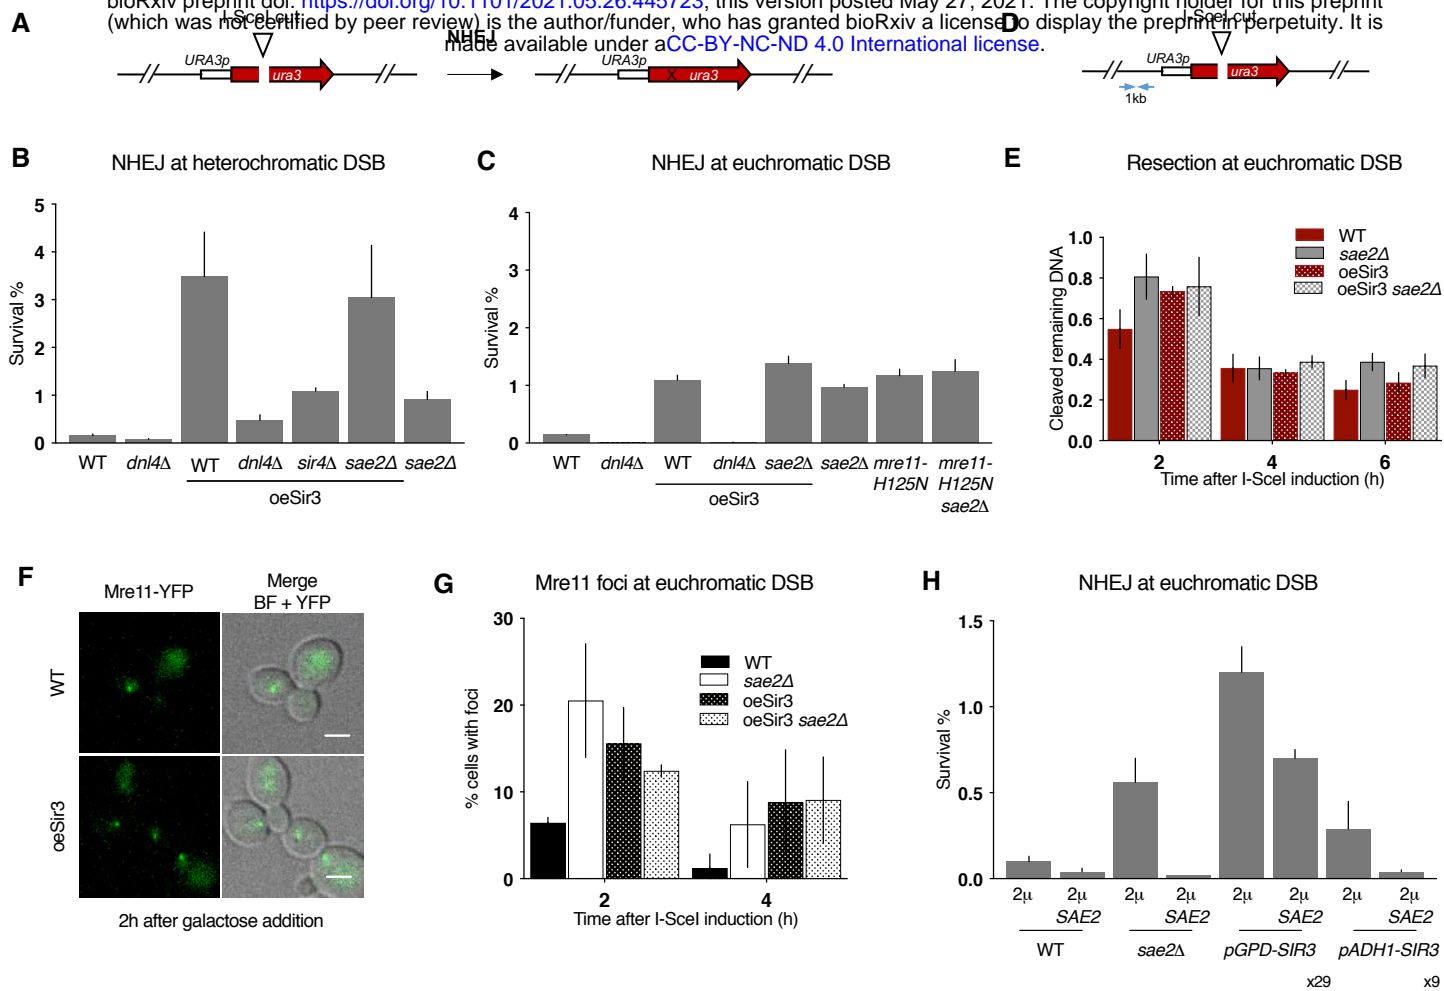 bioRxiv preprint doi: https://doi.org/10.1101/2021.05.26.445723; this version posted May 27, 2021. The copyright holder for this preprint
(which was not certified by peer review) is the author/funder, who has granted bioRxiv a license to display the preprint in perpetuity. It is
made available under aCC-BY-NC-ND 4.0 International license.
A
I-SceI cut
URA3p
ura3
NHEJ
URA3p
X
ura3
D
I-SceI cut
URA3p
ura3
1kb
B
NHEJ at heterochromatic DSB
Survival %
5
4
3
2
1
0
WT
dnl4Δ
WT
dnl4Δ
sir4Δ
sae2Δ
sae2Δ
oeSir3
C
NHEJ at euchromatic DSB
Survival %
4
3
2
1
0
WT
dnl4Δ
WT
dnl4Δ
sae2Δ
sae2Δ
mre11-
H125N
mre11-
H125N
sae2Δ
oeSir3
E
Resection at euchromatic DSB
Cleaved remaining DNA
1.0
0.8
0.6
0.4
0.2
0.0
WT
sae2Δ
oeSir3
oeSir3 sae2Δ
2
4
6
Time after I-SceI induction (h)
F
Mre11-YFP
Merge
BF + YFP
WT
oeSir3
2h after galactose addition
G
Mre11 foci at euchromatic DSB
% cells with foci
30
20
10
0
WT
sae2Δ
oeSir3
oeSir3 sae2Δ
2
4
Time after I-SceI induction (h)
H
NHEJ at euchromatic DSB
Survival %
1.5
1.0
0.5
0.0
2μ
2μ
SAE2
2μ
2μ
SAE2
2μ
2μ
SAE2
2μ
2μ
SAE2
WT
sae2Δ
pGPD-SIR3
pADH1-SIR3
x29
x9